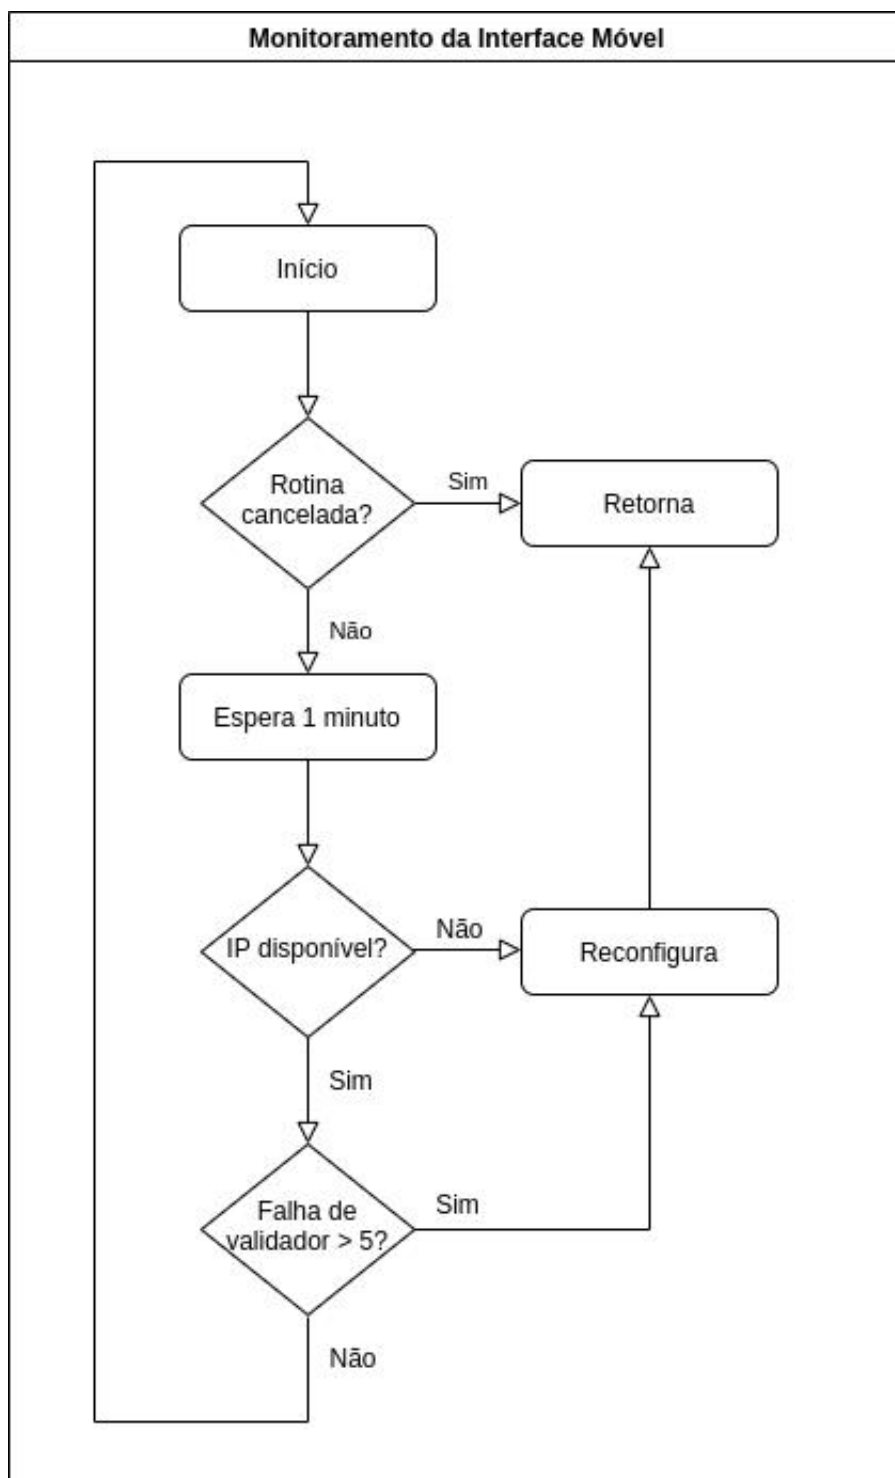 Monitoramento da Interface Móvel
Início
Rotina
cancelada?
Sim
Retorna
Não
Espera 1 minuto
IP disponível?
Não
Reconfigura
Sim
Falha de
validador > 5?
Sim
Não